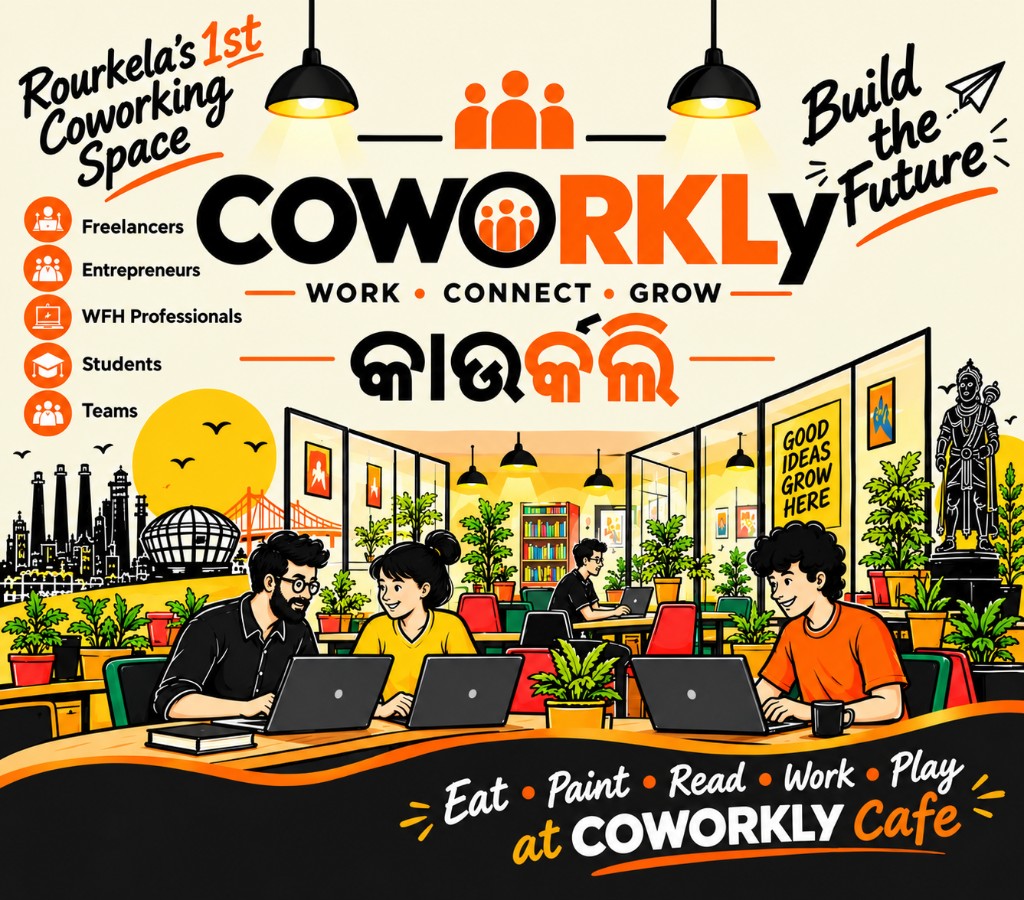 Rourkela's 1st
Coworking
Space
Build
the
Future
COWORKLy
WORK • CONNECT • GROW
କାଉର୍କଲି
Freelancers
Entrepreneurs
WFH Professionals
Students
Teams
GOOD
IDEAS
GROW
HERE
Eat • Paint • Read • Work • Play
at COWORKLY Cafe